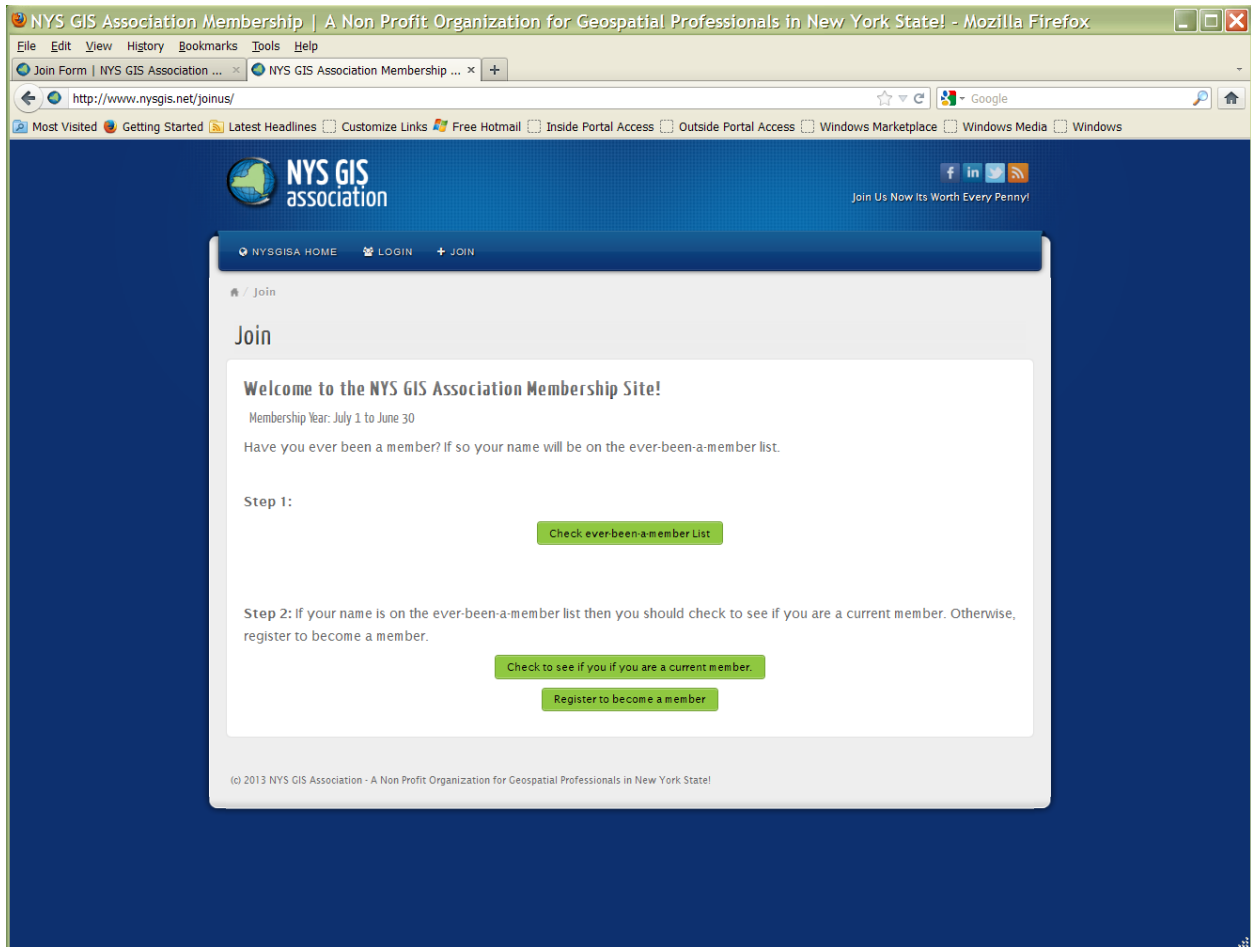 NYS GIS Association Membership | A Non Profit Organization for Geospatial Professionals in New York State! - Mozilla Firefox
File Edit View History Bookmarks Tools Help
Join Form | NYS GIS Association ... × NYS GIS Association Membership ... × +
http://www.nysgis.net/joinus/ Google
Most Visited Getting Started Latest Headlines Customize Links Free Hotmail Inside Portal Access Outside Portal Access Windows Marketplace Windows Media Windows
NYS GIS
association
f in
Join Us Now Its Worth Every Penny!
NYSGISA HOME LOGIN + JOIN
/ Join
Join
Welcome to the NYS GIS Association Membership Site!
Membership Year: July 1 to June 30
Have you ever been a member? If so your name will be on the ever-been-a-member list.
Step 1:
Check ever-been-a-member List
Step 2: If your name is on the ever-been-a-member list then you should check to see if you are a current member. Otherwise,
register to become a member.
Check to see if you if you are a current member.
Register to become a member
(c) 2013 NYS GIS Association - A Non Profit Organization for Geospatial Professionals in New York State!